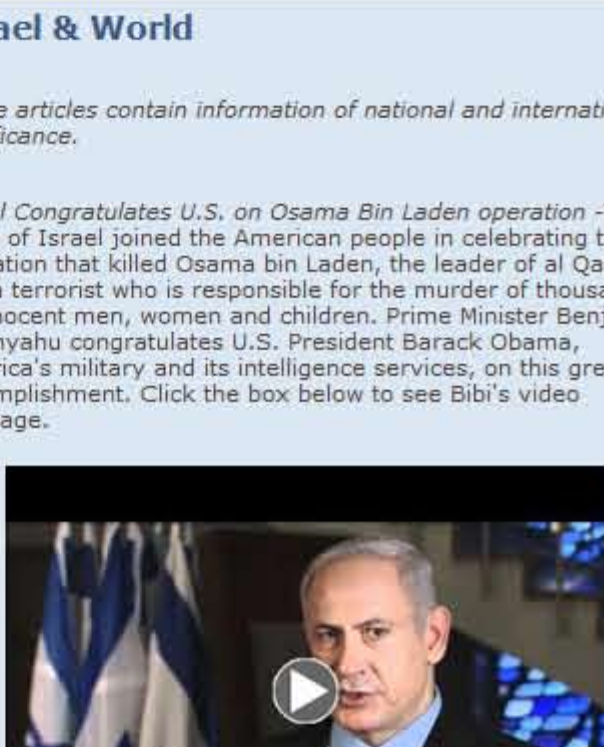 ael & World
e articles contain information of national and internati
icance.
l Congratulates U.S. on Osama Bin Laden operation -
of Israel joined the American people in celebrating t
ation that killed Osama bin Laden, the leader of al Qa
n terrorist who is responsible for the murder of thousa
nocent men, women and children. Prime Minister Benj
nyahu congratulates U.S. President Barack Obama,
rica's military and its intelligence services, on this gre
mplishment. Click the box below to see Bibi's video
age.